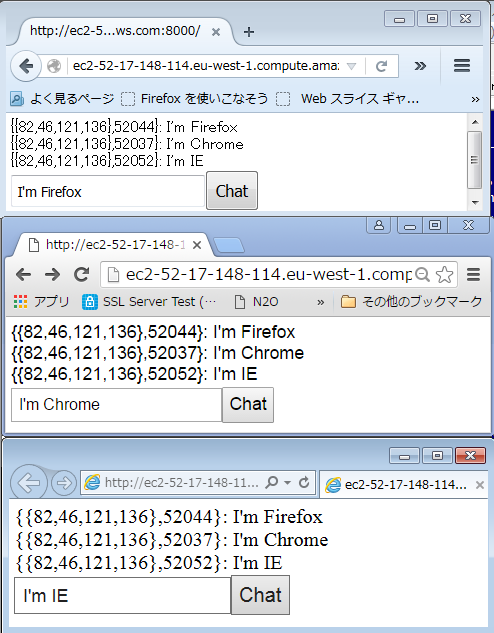 http://ec2-5...ws.com:8000/
ec2-52-17-148-114.eu-west-1.compute.ama
よく見るページ Firefox を使いこなそう Web スライス ギャ...
{{82,46,121,136},52044}: I'm Firefox
{{82,46,121,136},52037}: I'm Chrome
{{82,46,121,136},52052}: I'm IE
I'm Firefox Chat
http://ec2-52-17-148-1
ec2-52-17-148-114.eu-west-1.comp
アプリ SSL Server Test (… N2O » その他のブックマーク
{{82,46,121,136},52044}: I'm Firefox
{{82,46,121,136},52037}: I'm Chrome
{{82,46,121,136},52052}: I'm IE
I'm Chrome Chat
http://ec2-52-17-148-11... ec2-52-17-148-114...
{{82,46,121,136},52044}: I'm Firefox
{{82,46,121,136},52037}: I'm Chrome
{{82,46,121,136},52052}: I'm IE
I'm IE Chat